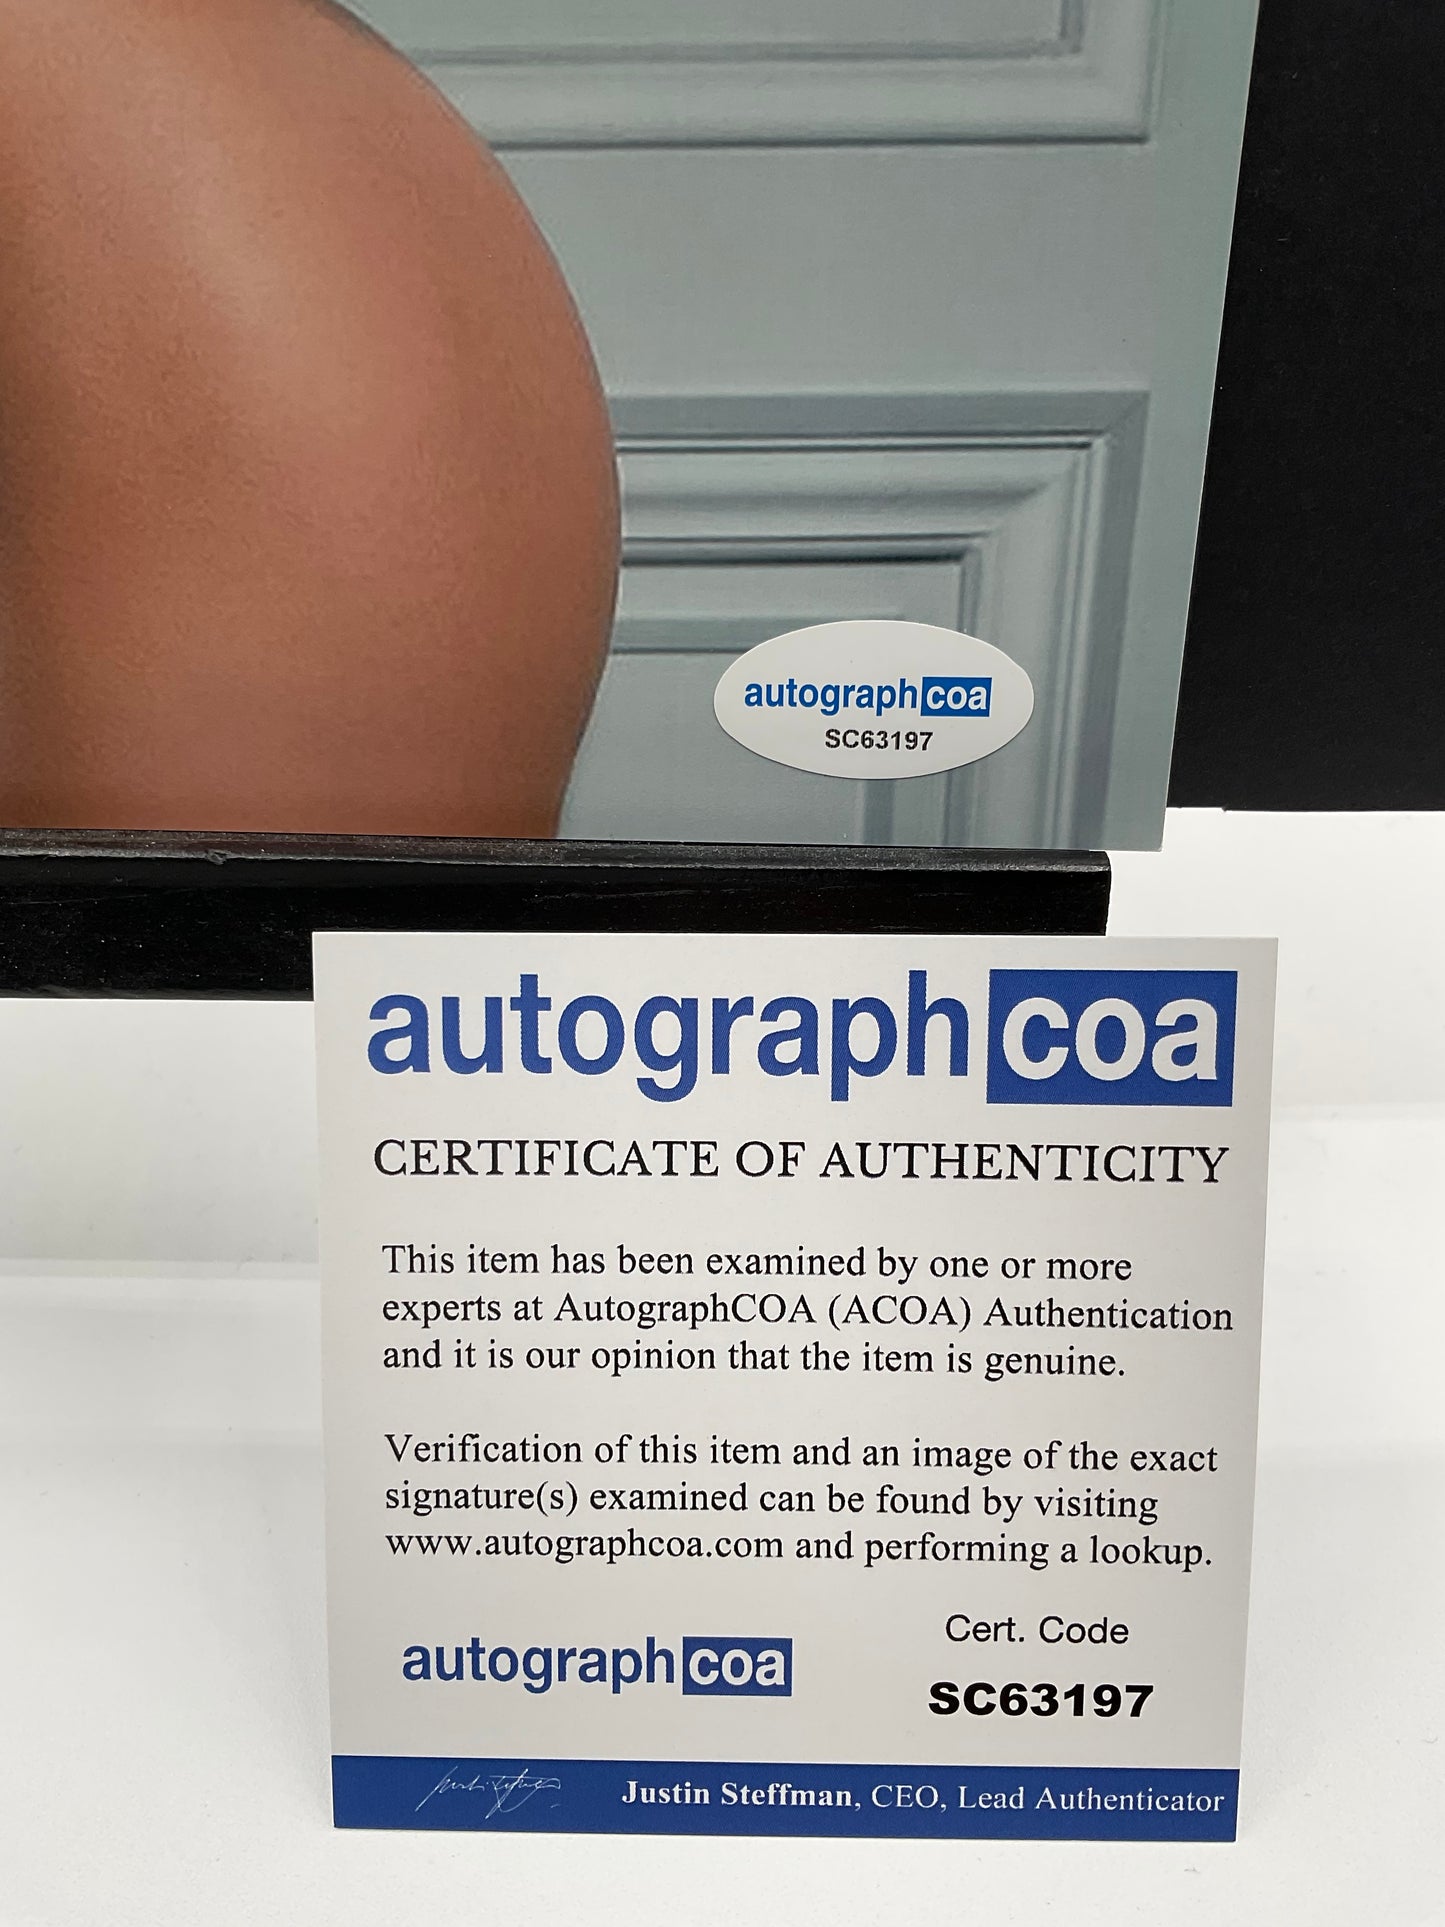 autographcoa
SC63197
autographcoa
CERTIFICATE OF AUTHENTICITY
This item has been examined by one or more
experts at AutographCOA (ACOA) Authentication
and it is our opinion that the item is genuine.
Verification of this item and an image of the exact
signature(s) examined can be found by visiting
www.autographcoa.com and performing a lookup.
Cert. Code
autographcoa
SC63197
Justin Steffman, CEO, Lead Authenticator